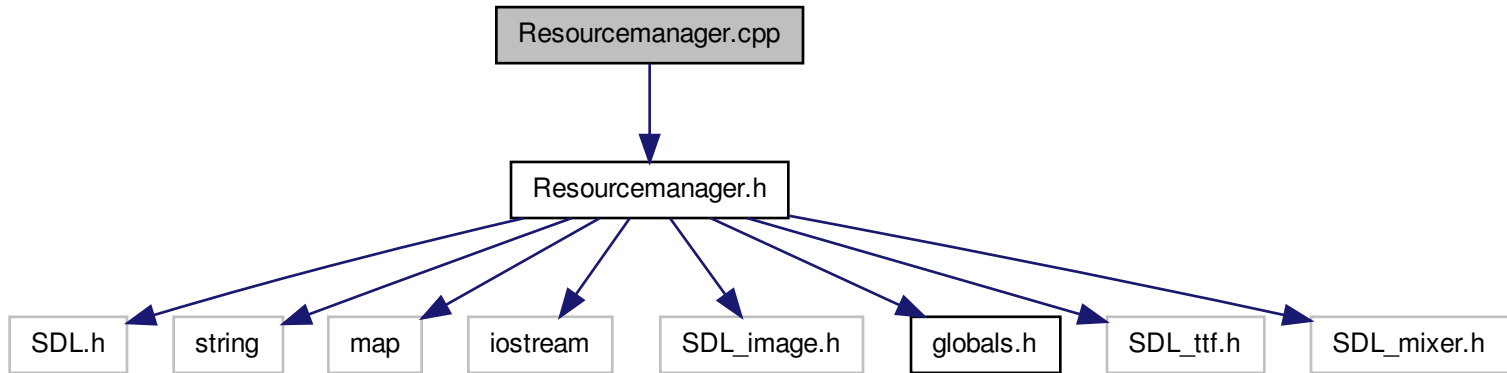 Resourcemanager.cpp
Resourcemanager.h
SDL.h
string
map
iostream
SDL_image.h
globals.h
SDL_ttf.h
SDL_mixer.h